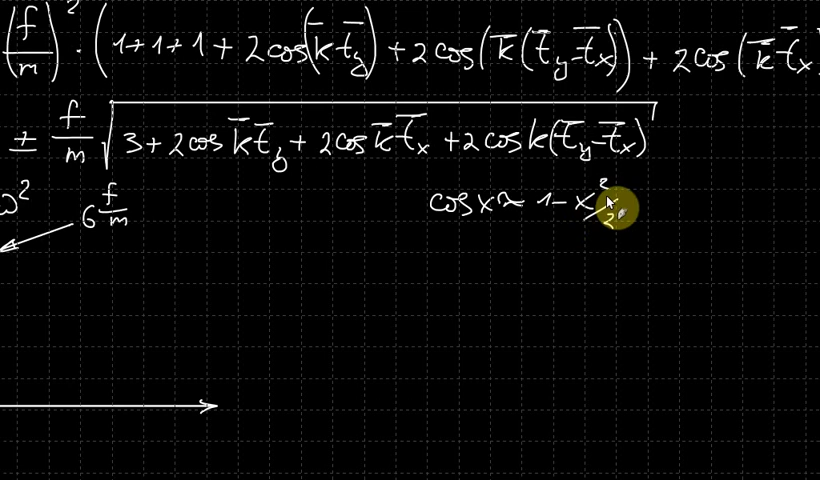 (f/m)² · (1+1+1+2cos(k̅t̅y)+2cos(k̅(t̅y-t̅x))+2cos(k̅t̅x
± f/m √(3+2cos k̅t̅y+2cos k̅t̅x+2cos k(t̅y-t̅x))
ω² 6 f/m cos x ≈ 1-x²/2